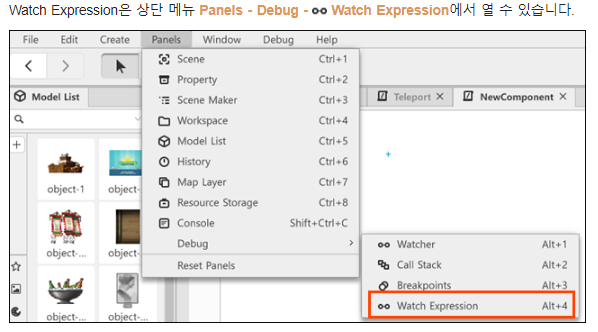 Watch Expression은 상단 메뉴 Panels - Debug - Watch Expression에서 열 수 있습니다.
File Edit Create Panels Window Debug Help
Model List
Teleport
NewComponent
Scene Ctrl+1
Property Ctrl+2
Scene Maker Ctrl+3
Workspace Ctrl+4
Model List Ctrl+5
History Ctrl+6
Map Layer Ctrl+7
Resource Storage Ctrl+8
Console Shift+Ctrl+C
Debug
Reset Panels
object-1 object-...
object-... object-...
object-... object-...
Watcher Alt+1
Call Stack Alt+2
Breakpoints Alt+3
Watch Expression Alt+4